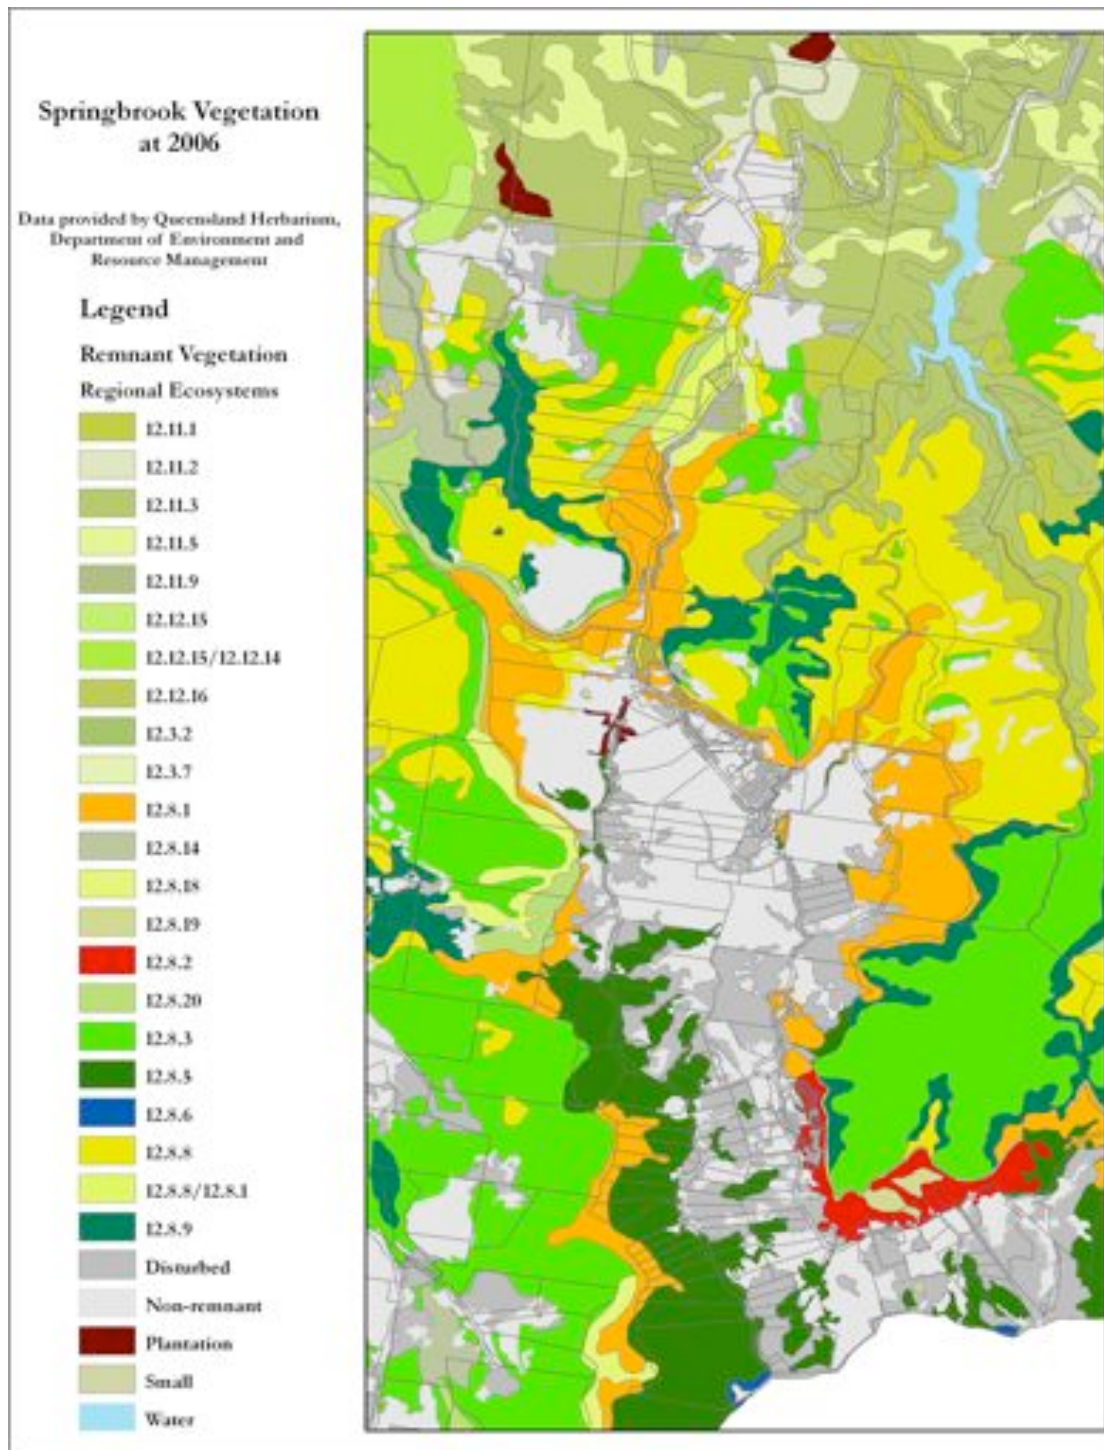 Springbrook Vegetation
at 2006
Data provided by Queensland Herbarium,
Department of Environment and
Resource Management
Legend
Remnant Vegetation
Regional Ecosystems
12.11.1
12.11.2
12.11.3
12.11.5
12.11.9
12.12.15
12.12.15/12.12.14
12.12.16
12.3.2
12.3.7
12.8.1
12.8.14
12.8.18
12.8.19
12.8.2
12.8.20
12.8.3
12.8.5
12.8.6
12.8.8
12.8.8/12.8.1
12.8.9
Disturbed
Non-remnant
Plantation
Small
Water